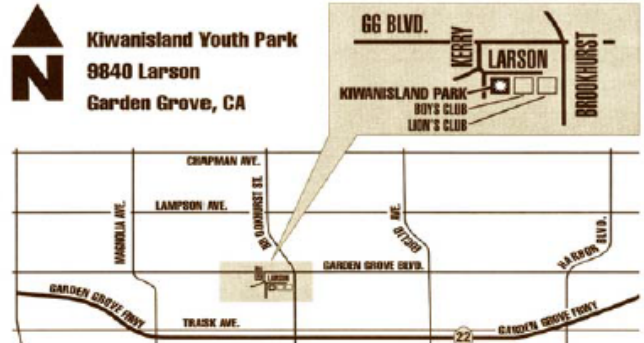 N
Kiwanisland Youth Park
9840 Larson
Garden Grove, CA
GG BLVD.
KERRY
LARSON
BROOKHURST
KIWANISLAND PARK
BOYS CLUB
LION'S CLUB
CHAPMAN AVE.
LAMPSON AVE.
MAGNOLIA AVE.
EUCLID AVE.
HARBOR BLVD.
LARSON
GARDEN GROVE BLVD.
GARDEN GROVE FRWY
TRASK AVE.
22
GARDEN GROVE FRWY